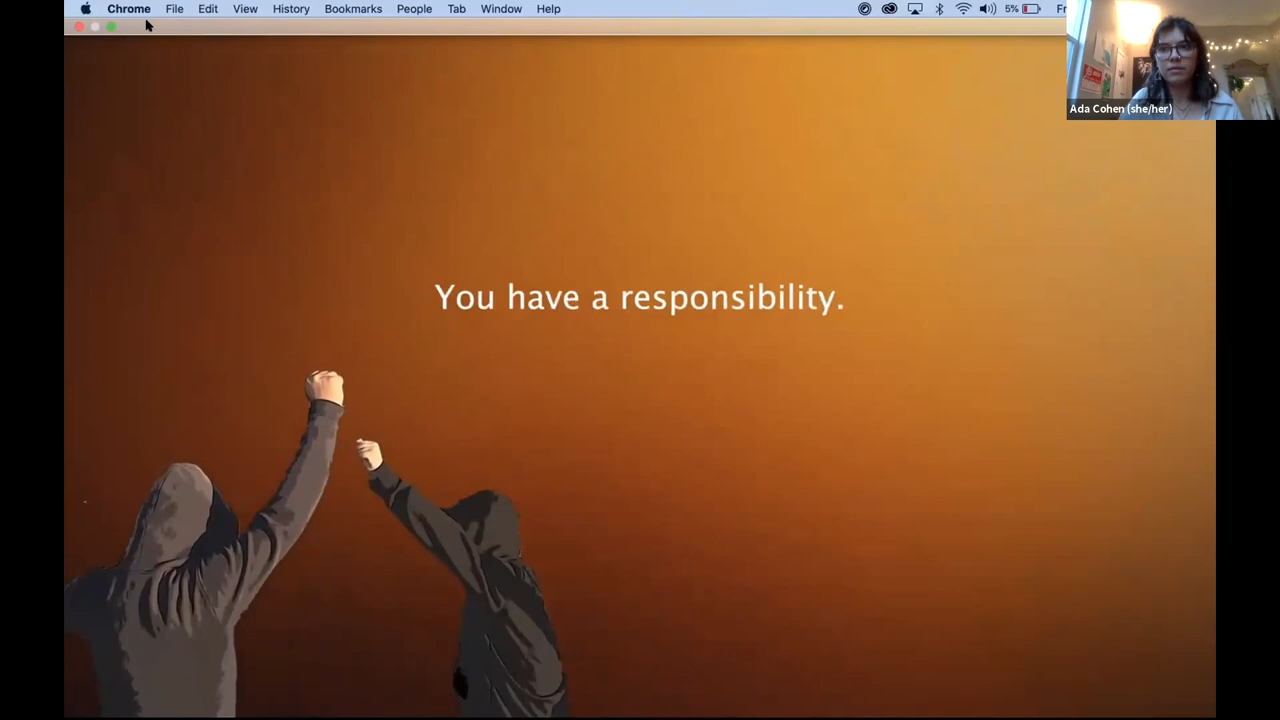 Chrome File Edit View History Bookmarks People Tab Window Help 5% Fr
Ada Cohen (she/her)
You have a responsibility.